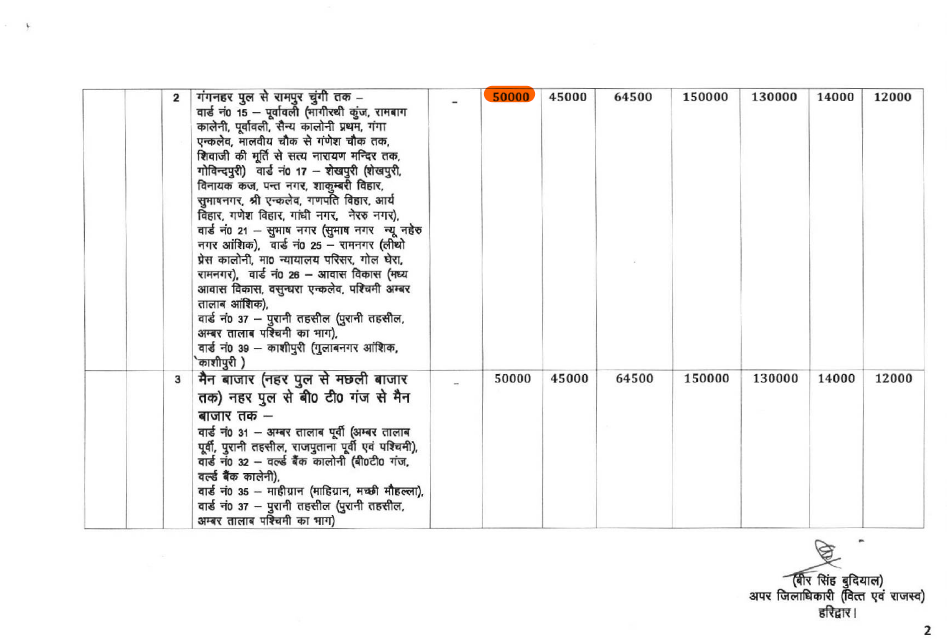 2 गंगनहर पुल से रामपुर चुंगी तक – – 50000 45000 64500 150000 130000 14000 12000
वार्ड नं0 15 – पूर्वावली (भागीरथी कुंज, रामबाग
कालेनी, पूर्वावली, सैन्य कालोनी प्रथम, गंगा
एन्कलेव, मालवीय चौक से गंणेश चौक तक,
शिवाजी की मूर्ति से सत्य नारायण मन्दिर तक,
गोविन्दपुरी) वार्ड नं0 17 – शेखपुरी (शेखपुरी,
विनायक कज, पन्त नगर, शाकुम्बरी विहार,
सुभाषनगर, श्री एन्कलेव, गणपति विहार, आर्य
विहार, गणेश विहार, गांधी नगर, नेररु नगर),
वार्ड नं0 21 – सुभाष नगर (सुभाष नगर न्यू नहेरु
नगर आंशिक), वार्ड नं0 25 – रामनगर (लीथो
प्रेस कालोनी, मा0 न्यायालय परिसर, गोल घेरा,
रामनगर), वार्ड नं0 26 – आवास विकास (मध्य
आवास विकास, वसुन्धरा एन्कलेव, पश्चिमी अम्बर
तालाब आंशिक),
वार्ड नं0 37 – पुरानी तहसील (पुरानी तहसील,
अम्बर तालाब पश्चिमी का भाग),
वार्ड नं0 39 – काशीपुरी (गुलाबनगर आंशिक,
काशीपुरी )
3 मैन बाजार (नहर पुल से मछली बाजार – 50000 45000 64500 150000 130000 14000 12000
तक) नहर पुल से बी0 टी0 गंज से मैन
बाजार तक –
वार्ड नं0 31 – अम्बर तालाब पूर्वी (अम्बर तालाब
पूर्वी, पुरानी तहसील, राजपुताना पूर्वी एवं पश्चिमी),
वार्ड नं0 32 – वर्ल्ड बैंक कालोनी (बी0टी0 गंज,
वर्ल्ड बैंक कालेनी),
वार्ड नं0 35 – माहीग्रान (माहिग्रान, मच्छी मौहल्ला),
वार्ड नं0 37 – पुरानी तहसील (पुरानी तहसील,
अम्बर तालाब पश्चिमी का भाग)
(बीर सिंह बुदियाल)
अपर जिलाधिकारी (वित्त एवं राजस्व)
हरिद्वार।
2